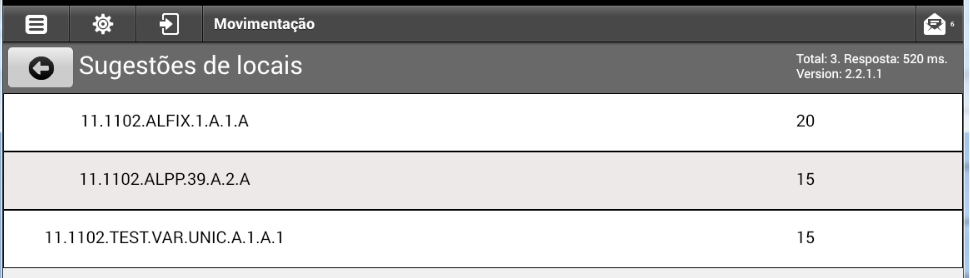 Movimentação
6
Sugestões de locais
Total: 3. Resposta: 520 ms.
Version: 2.2.1.1
11.1102.ALFIX.1.A.1.A 20
11.1102.ALPP.39.A.2.A 15
11.1102.TEST.VAR.UNIC.A.1.A.1 15